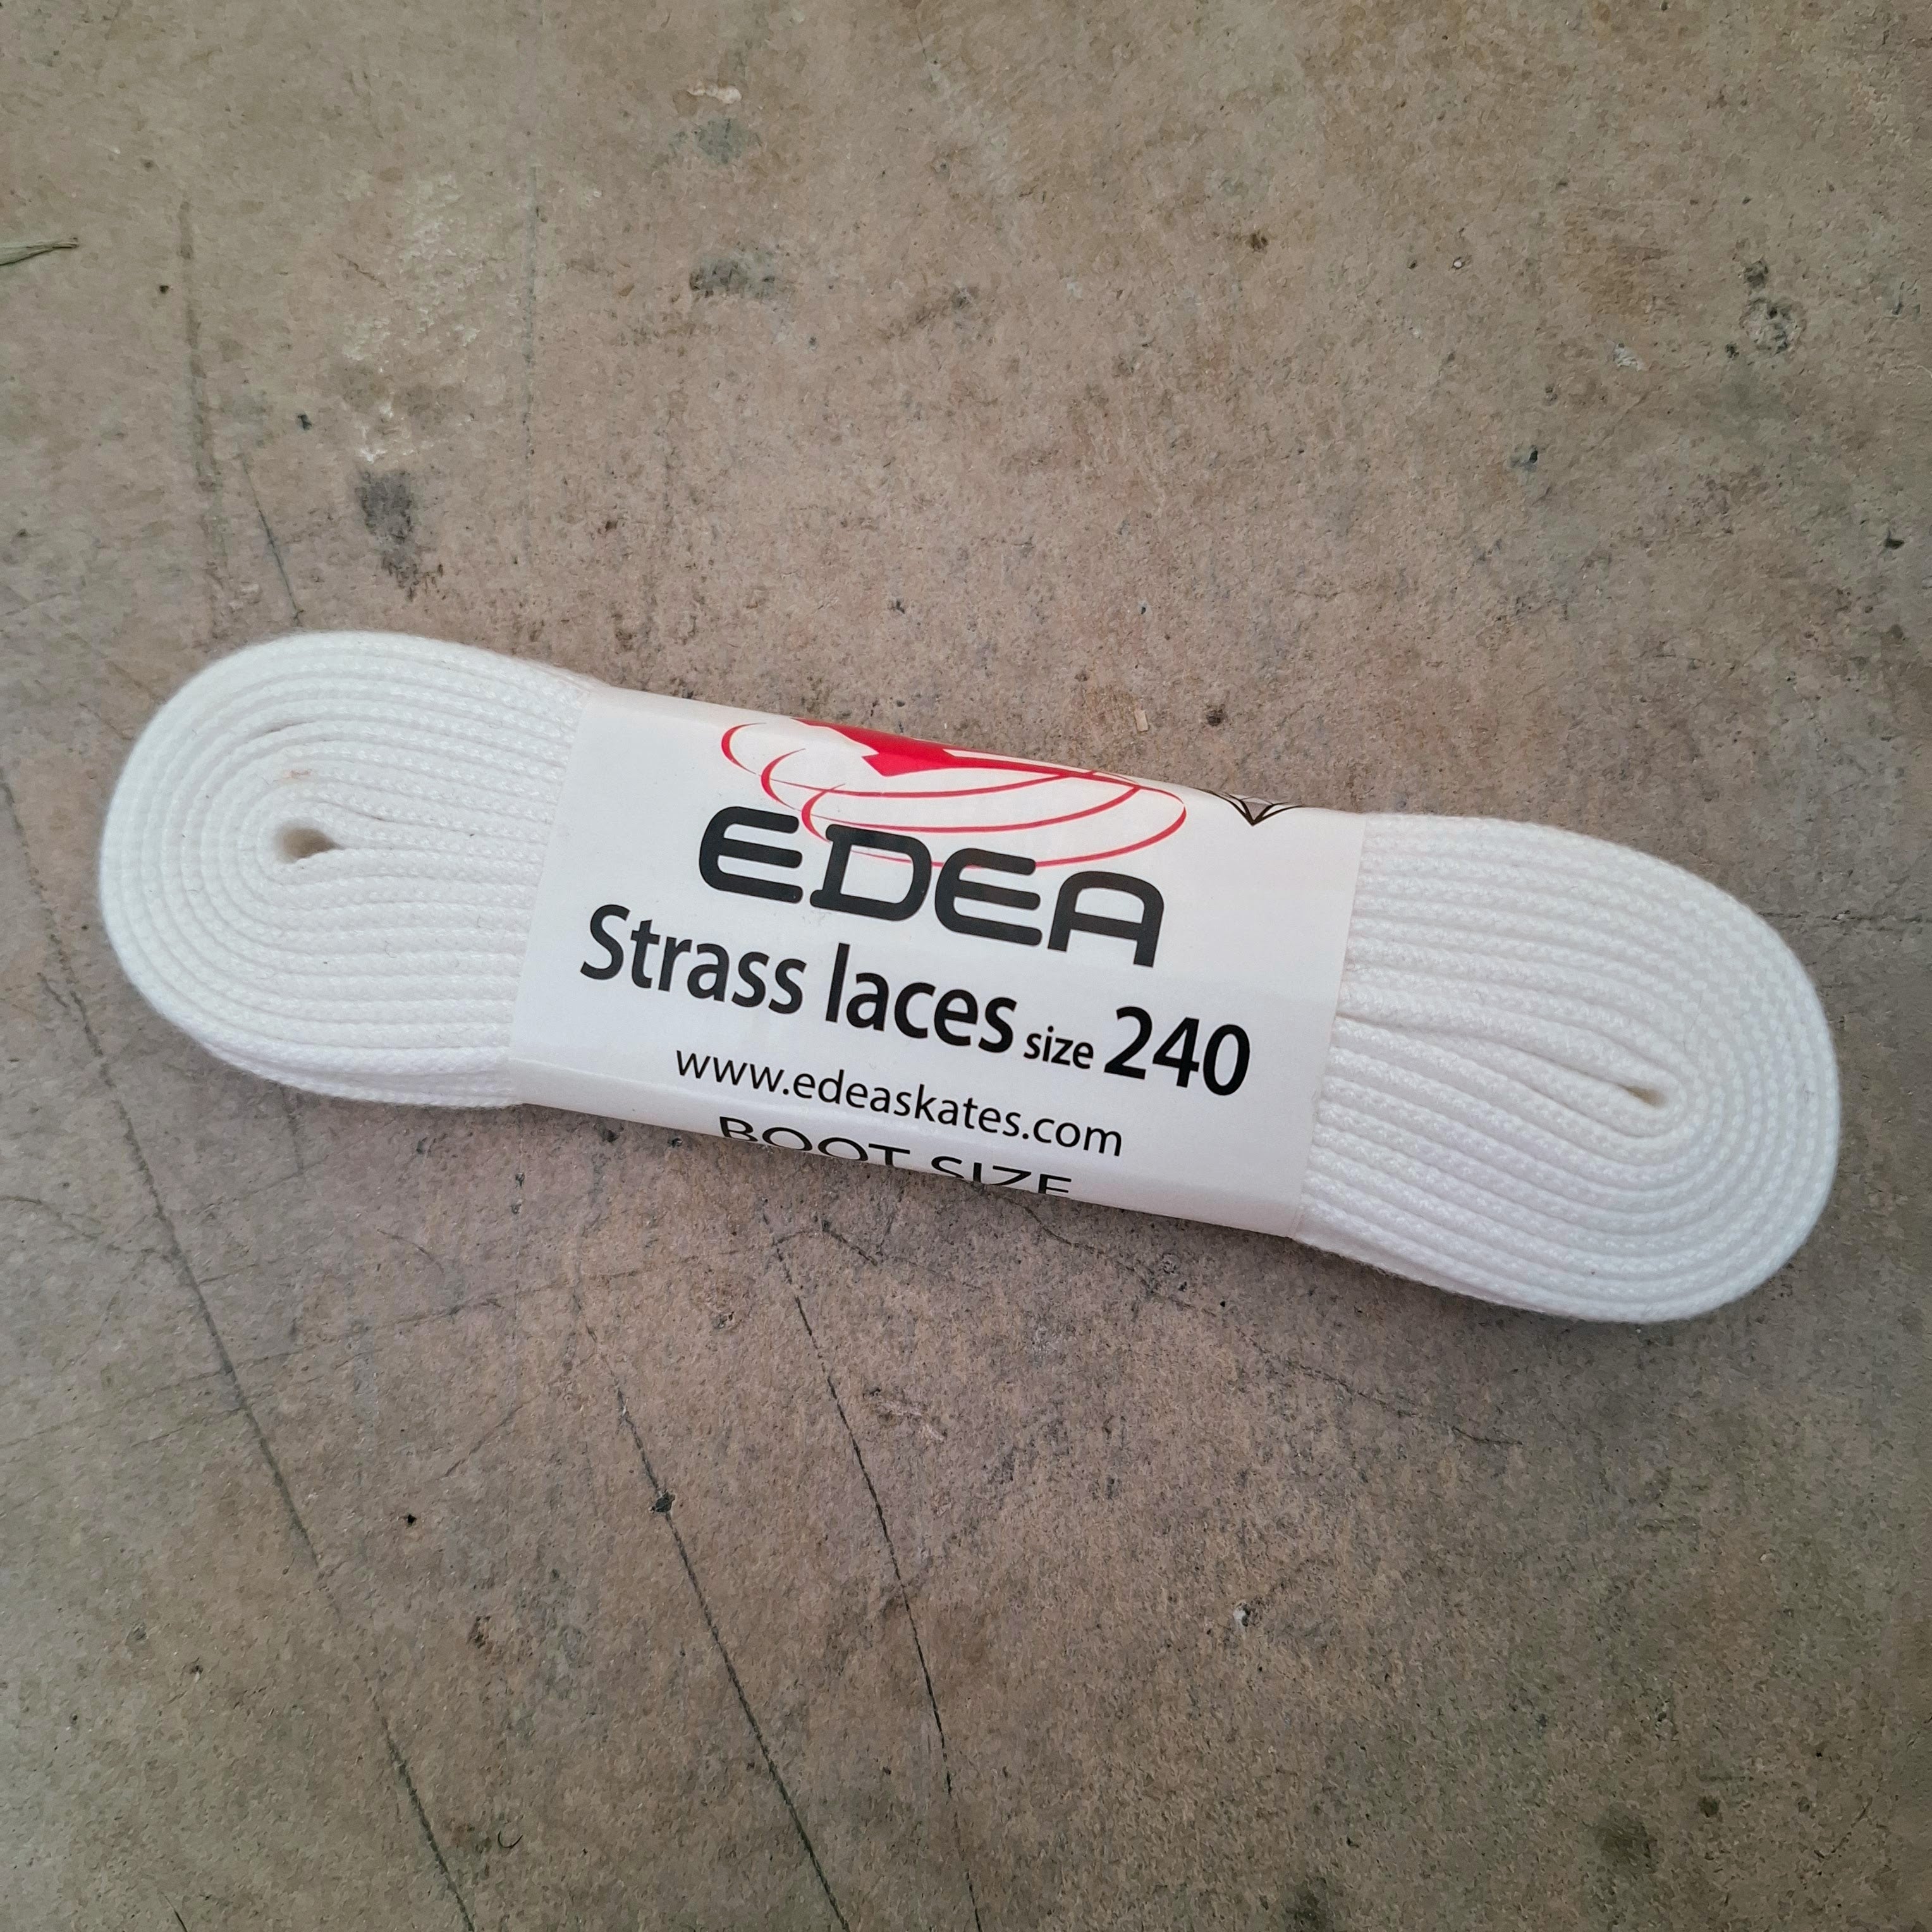 EDEA
Strass laces size 240
www.edeaskates.com
BOOT SIZE